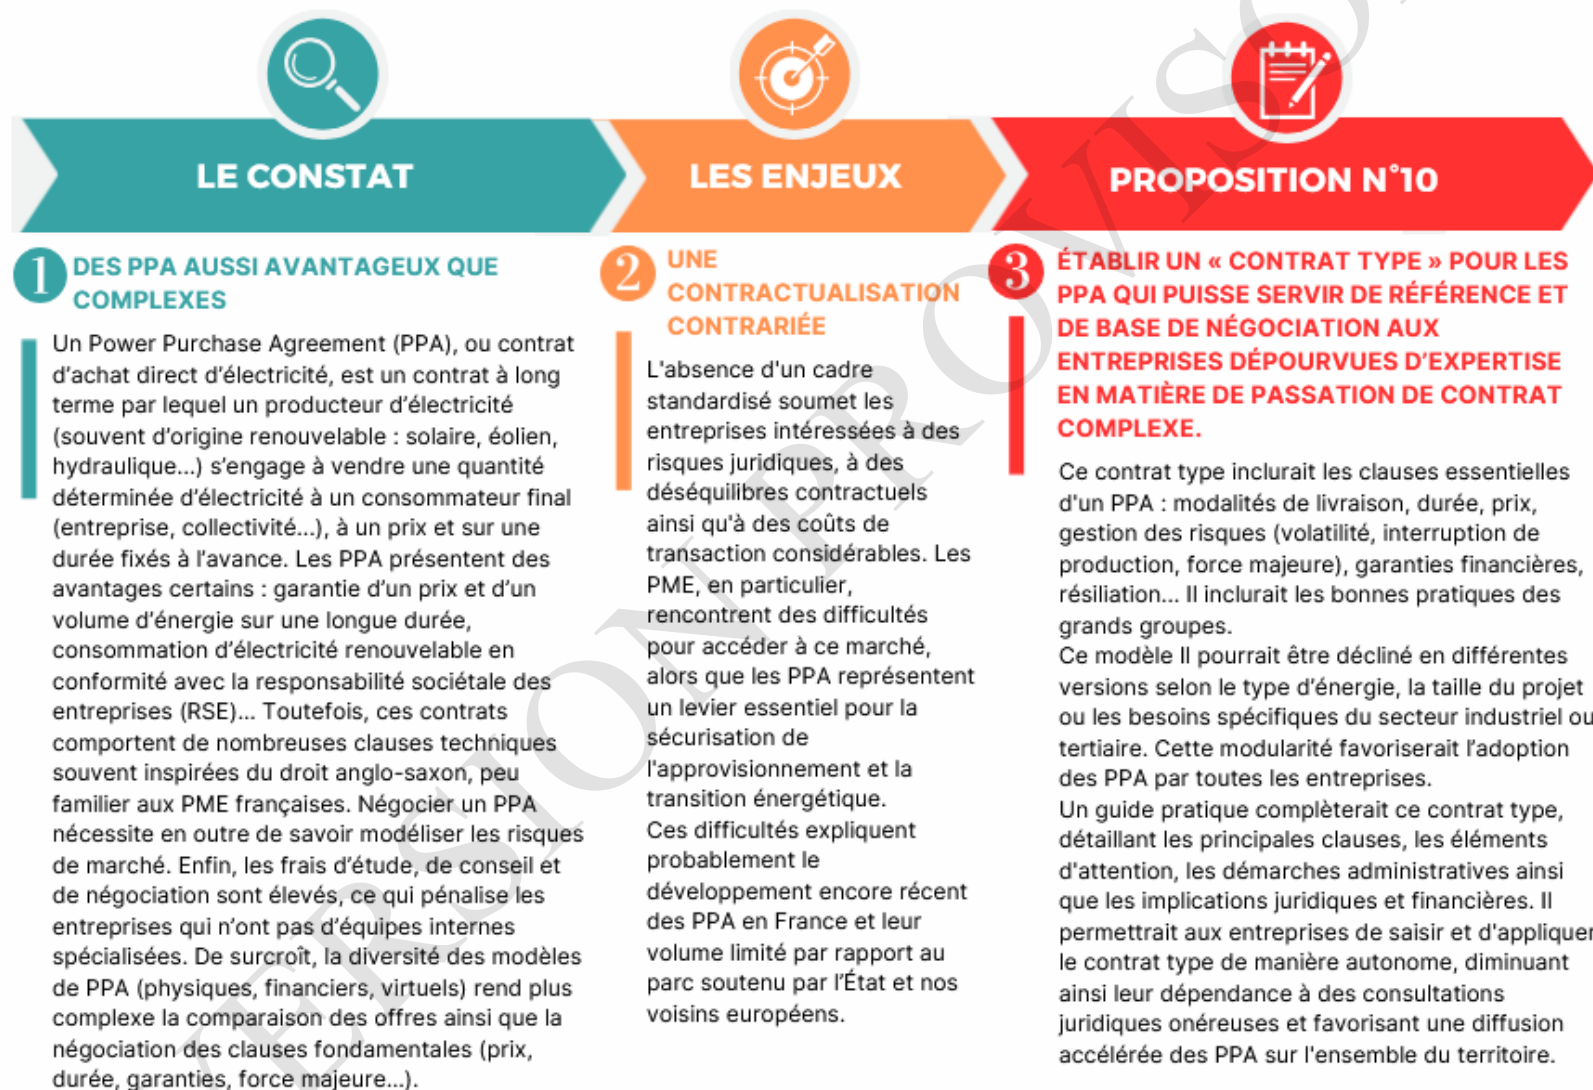 LE CONSTAT
LES ENJEUX
PROPOSITION N°10
1
DES PPA AUSSI AVANTAGEUX QUE
COMPLEXES
Un Power Purchase Agreement (PPA), ou contrat
d'achat direct d'électricité, est un contrat à long
terme par lequel un producteur d'électricité
(souvent d'origine renouvelable : solaire, éolien,
hydraulique...) s'engage à vendre une quantité
déterminée d'électricité à un consommateur final
(entreprise, collectivité...), à un prix et sur une
durée fixés à l'avance. Les PPA présentent des
avantages certains : garantie d'un prix et d'un
volume d'énergie sur une longue durée,
consommation d'électricité renouvelable en
conformité avec la responsabilité sociétale des
entreprises (RSE)... Toutefois, ces contrats
comportent de nombreuses clauses techniques
souvent inspirées du droit anglo-saxon, peu
familier aux PME françaises. Négocier un PPA
nécessite en outre de savoir modéliser les risques
de marché. Enfin, les frais d'étude, de conseil et
de négociation sont élevés, ce qui pénalise les
entreprises qui n'ont pas d'équipes internes
spécialisées. De surcroît, la diversité des modèles
de PPA (physiques, financiers, virtuels) rend plus
complexe la comparaison des offres ainsi que la
négociation des clauses fondamentales (prix,
durée, garanties, force majeure...).
2
UNE
CONTRACTUALISATION
CONTRARIÉE
L'absence d'un cadre
standardisé soumet les
entreprises intéressées à des
risques juridiques, à des
déséquilibres contractuels
ainsi qu'à des coûts de
transaction considérables. Les
PME, en particulier,
rencontrent des difficultés
pour accéder à ce marché,
alors que les PPA représentent
un levier essentiel pour la
sécurisation de
l'approvisionnement et la
transition énergétique.
Ces difficultés expliquent
probablement le
développement encore récent
des PPA en France et leur
volume limité par rapport au
parc soutenu par l'État et nos
voisins européens.
3
ÉTABLIR UN « CONTRAT TYPE » POUR LES
PPA QUI PUISSE SERVIR DE RÉFÉRENCE ET
DE BASE DE NÉGOCIATION AUX
ENTREPRISES DÉPOURVUES D'EXPERTISE
EN MATIÈRE DE PASSATION DE CONTRAT
COMPLEXE.
Ce contrat type inclurait les clauses essentielles
d'un PPA : modalités de livraison, durée, prix,
gestion des risques (volatilité, interruption de
production, force majeure), garanties financières,
résiliation... Il inclurait les bonnes pratiques des
grands groupes.
Ce modèle Il pourrait être décliné en différentes
versions selon le type d'énergie, la taille du projet
ou les besoins spécifiques du secteur industriel ou
tertiaire. Cette modularité favoriserait l'adoption
des PPA par toutes les entreprises.
Un guide pratique complèterait ce contrat type,
détaillant les principales clauses, les éléments
d'attention, les démarches administratives ainsi
que les implications juridiques et financières. Il
permettrait aux entreprises de saisir et d'appliquer
le contrat type de manière autonome, diminuant
ainsi leur dépendance à des consultations
juridiques onéreuses et favorisant une diffusion
accélérée des PPA sur l'ensemble du territoire.
VERSION PROVISO